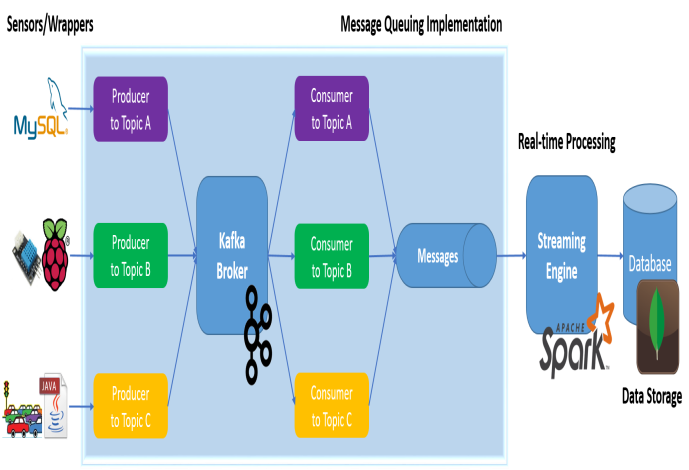 Sensors/Wrappers
Message Queuing Implementation
Producer
to Topic A
Consumer
to Topic A
MySQL®
Real-time Processing
Producer
to Topic B
Kafka
Broker
Consumer
to Topic B
Messages
Streaming
Engine
Database
®
APACHE
Spark™
JAVA
Producer
to Topic C
Consumer
to Topic C
Data Storage